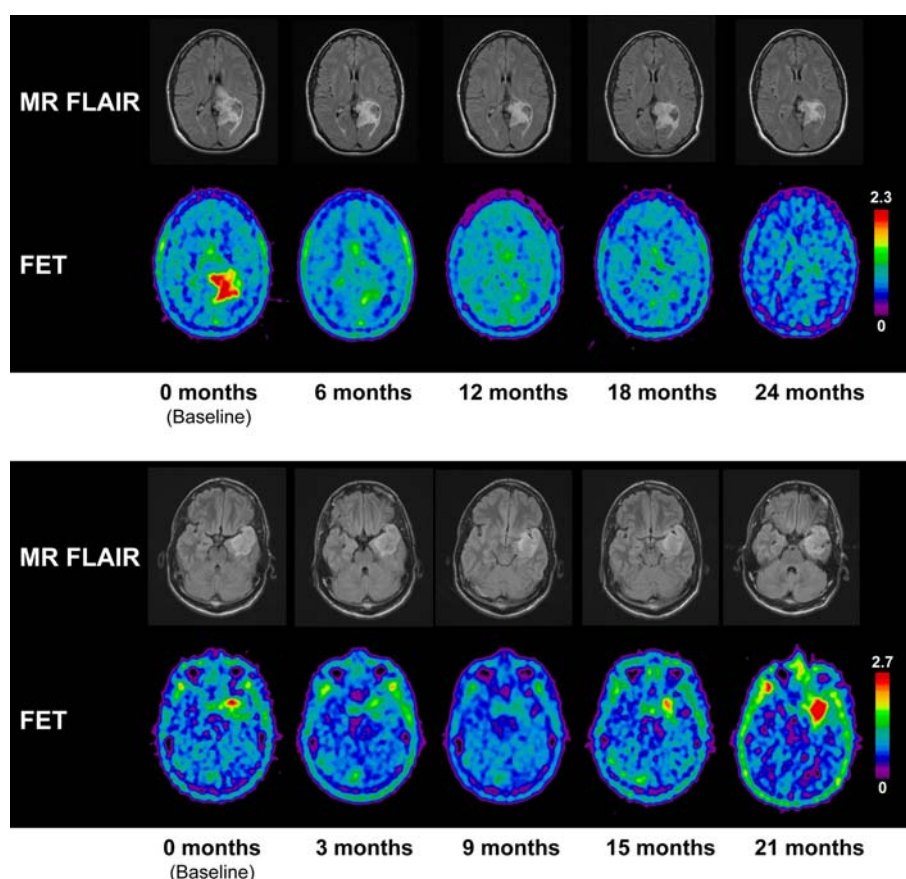 MR FLAIR
2.3
FET
0
0 months 6 months 12 months 18 months 24 months
(Baseline)
MR FLAIR
2.7
FET
0
0 months 3 months 9 months 15 months 21 months
(Baseline)